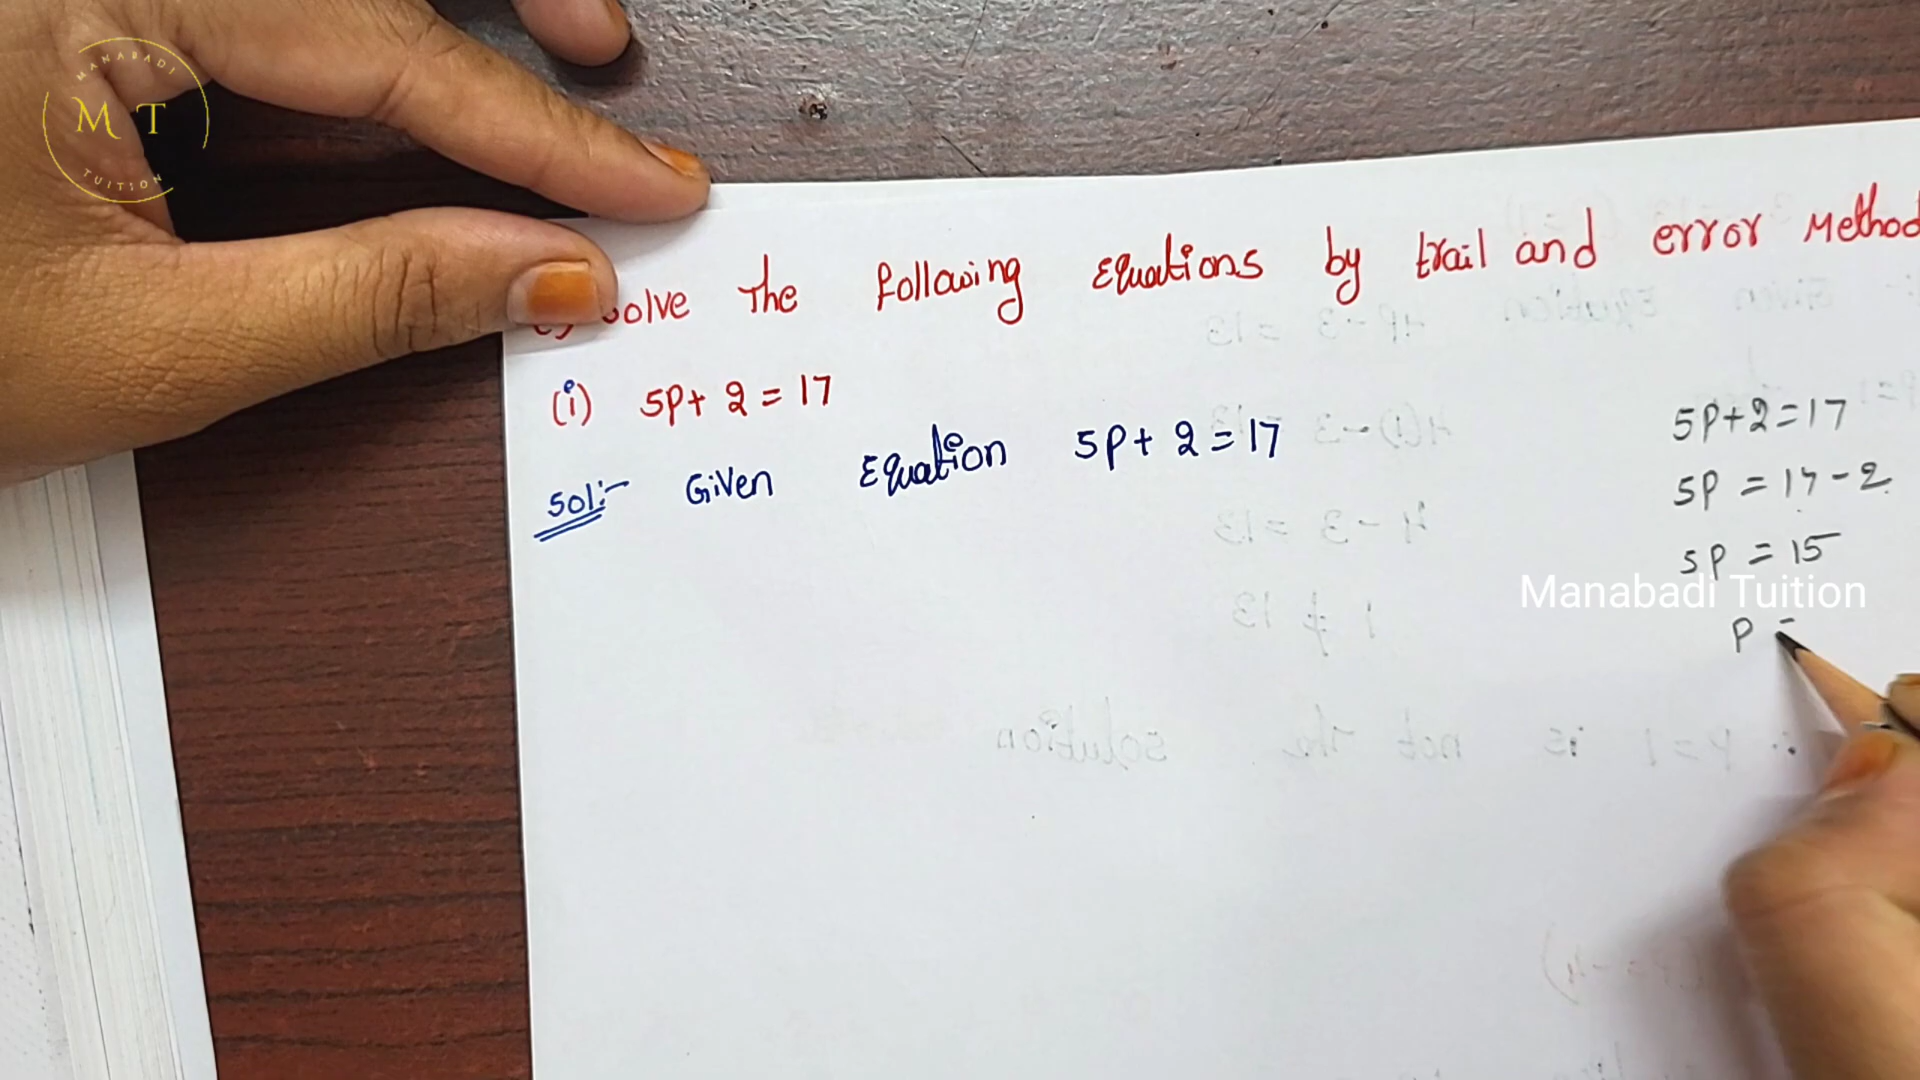 MANABADI
M T
TUITION
solve The following Equations by trail and error Method
(i) 5P+ 2 = 17
Sol:- Given Equation 5P+ 2 = 17
5P+2=17
5P = 17-2
5P = 15
Manabadi Tuition
P =